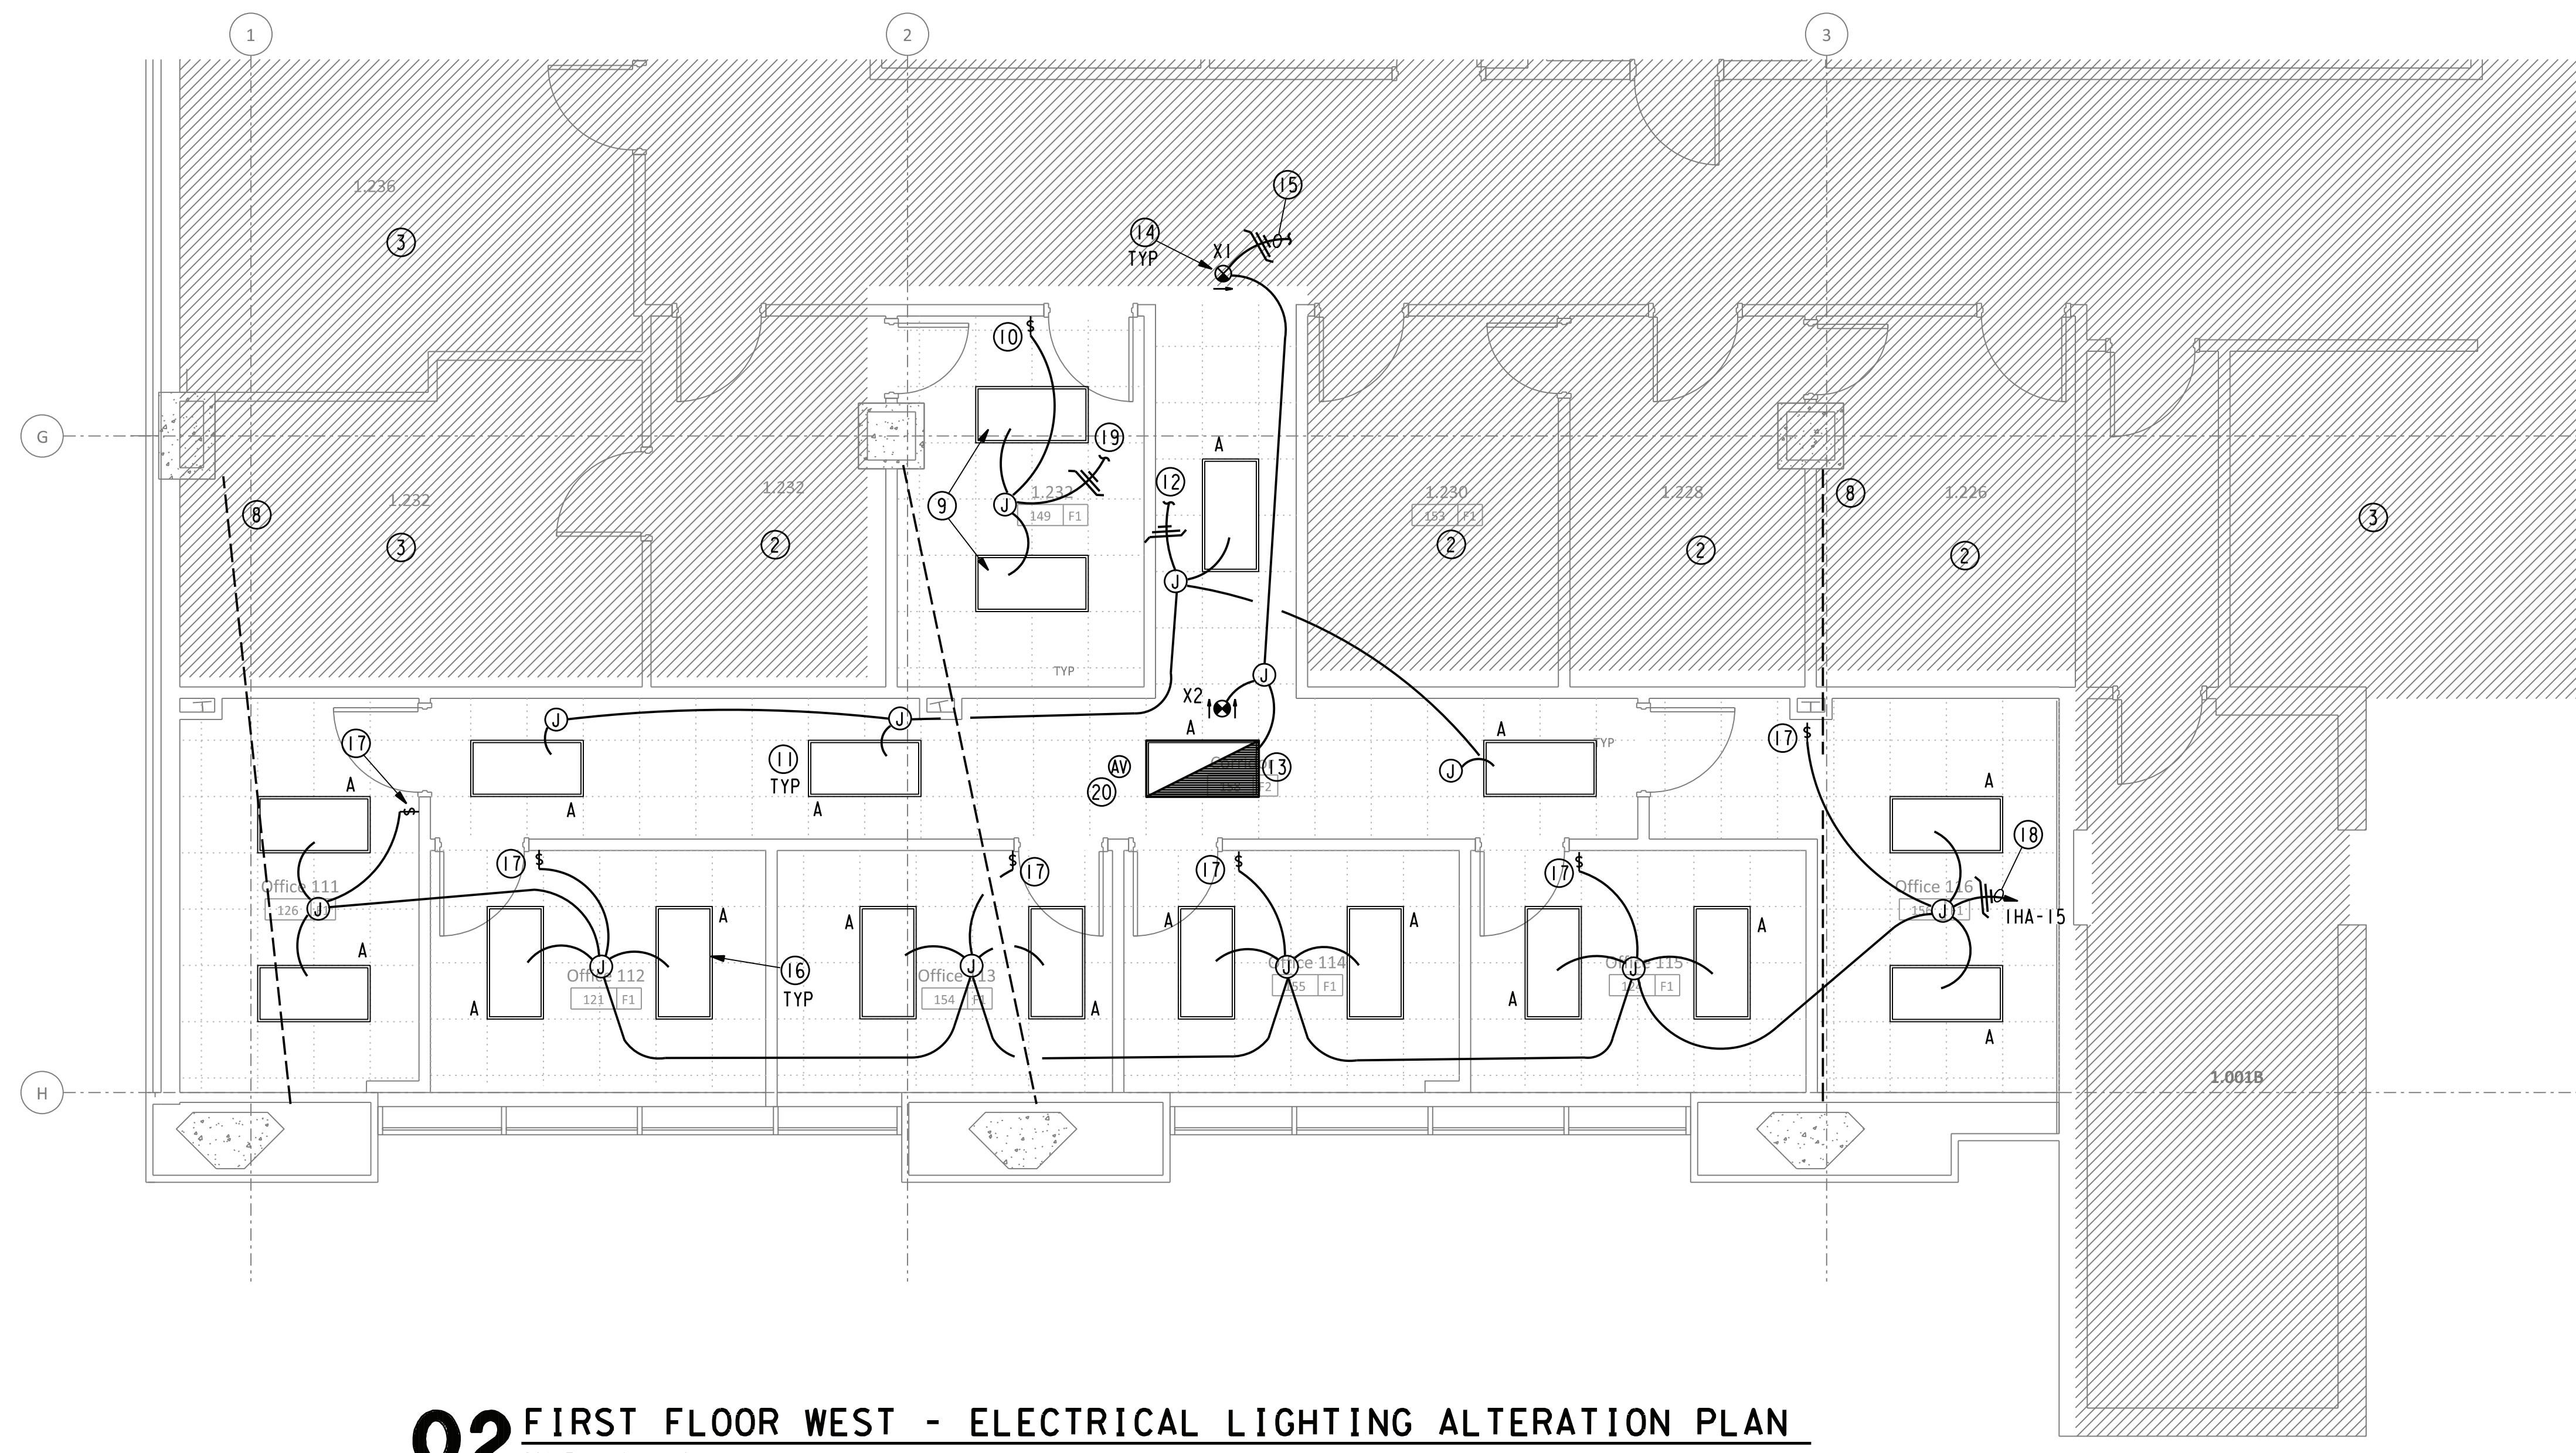 1
2
3
15
14
TYP
X1
1.236
3
10
$
G
19
A
12
1.232
8
3
1.232
2
9
J
1.232
149 F1
J
1.230
153 F1
2
1.228
2
8
1.226
2
3
TYP
J
X2
A
J
J
17
11
TYP
A
A
AV
20
13
A
J
TYP
17
$
A
A
$
17
$
$
17
17
$
17
$
A
18
Office 111
126
J
A
Office 112
121 F1
J
A
A
16
TYP
A
Office 113
154
J
A
A
Office 114
155 F1
J
A
A
Office 115
F1
J
A
Office 116
J
1HA-15
A
H
1.001B
02 FIRST FLOOR WEST - ELECTRICAL LIGHTING ALTERATION PLAN